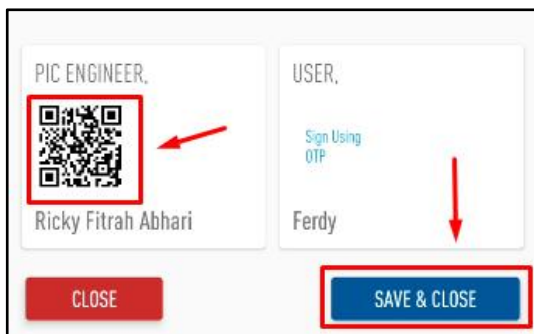 PIC ENGINEER,
Ricky Fitrah Abhari
USER,
Sign Using
OTP
Ferdy
CLOSE
SAVE & CLOSE